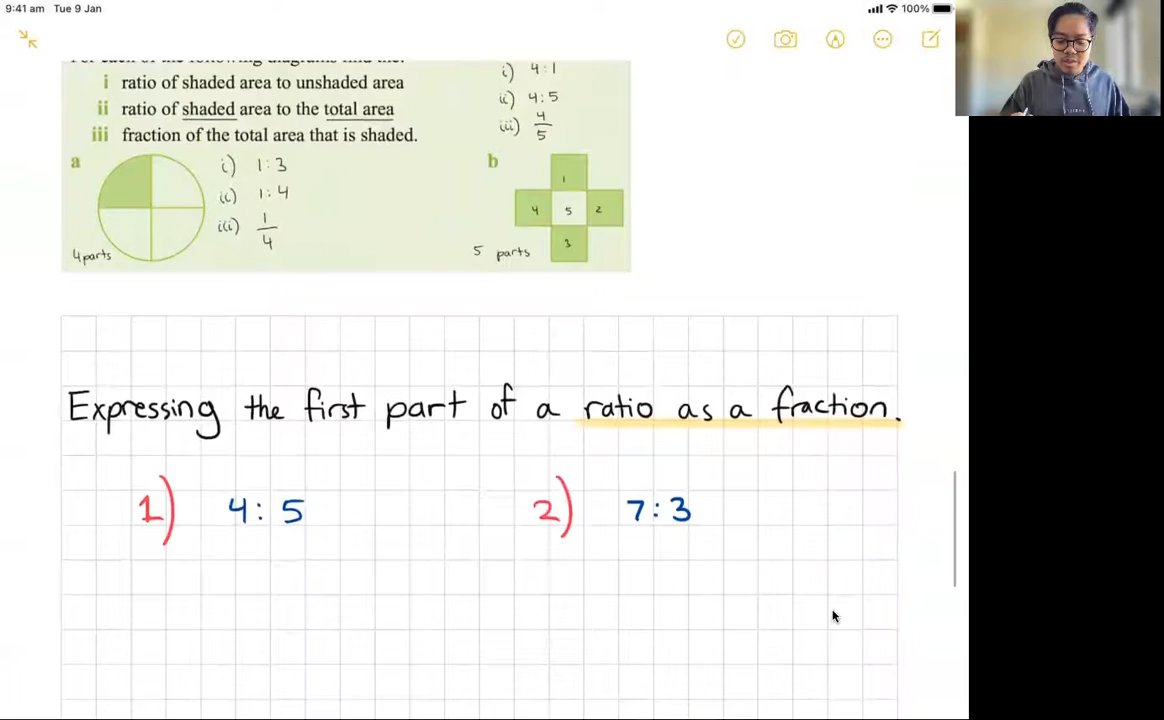 9:41 am Tue 9 Jan
100%
i ratio of shaded area to unshaded area
ii ratio of shaded area to the total area
iii fraction of the total area that is shaded.
i) 4:1
ii) 4:5
iii) 4/5
a
i) 1:3
ii) 1:4
iii) 1/4
4 parts
b
1
4 5 2
3
5 parts
Expressing the first part of a ratio as a fraction.
1) 4:5
2) 7:3